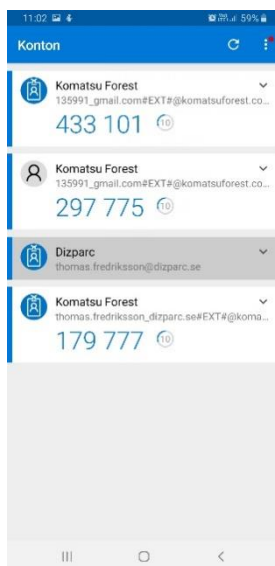 11:02
59%
Konton
Komatsu Forest
135991_gmail.com#EXT#@komatsuforest.co...
433 101 10
Komatsu Forest
135991_gmail.com#EXT#@komatsuforest.co...
297 775 10
Dizparc
thomas.fredriksson@dizparc.se
Komatsu Forest
thomas.fredriksson_dizparc.se#EXT#@koma...
179 777 10